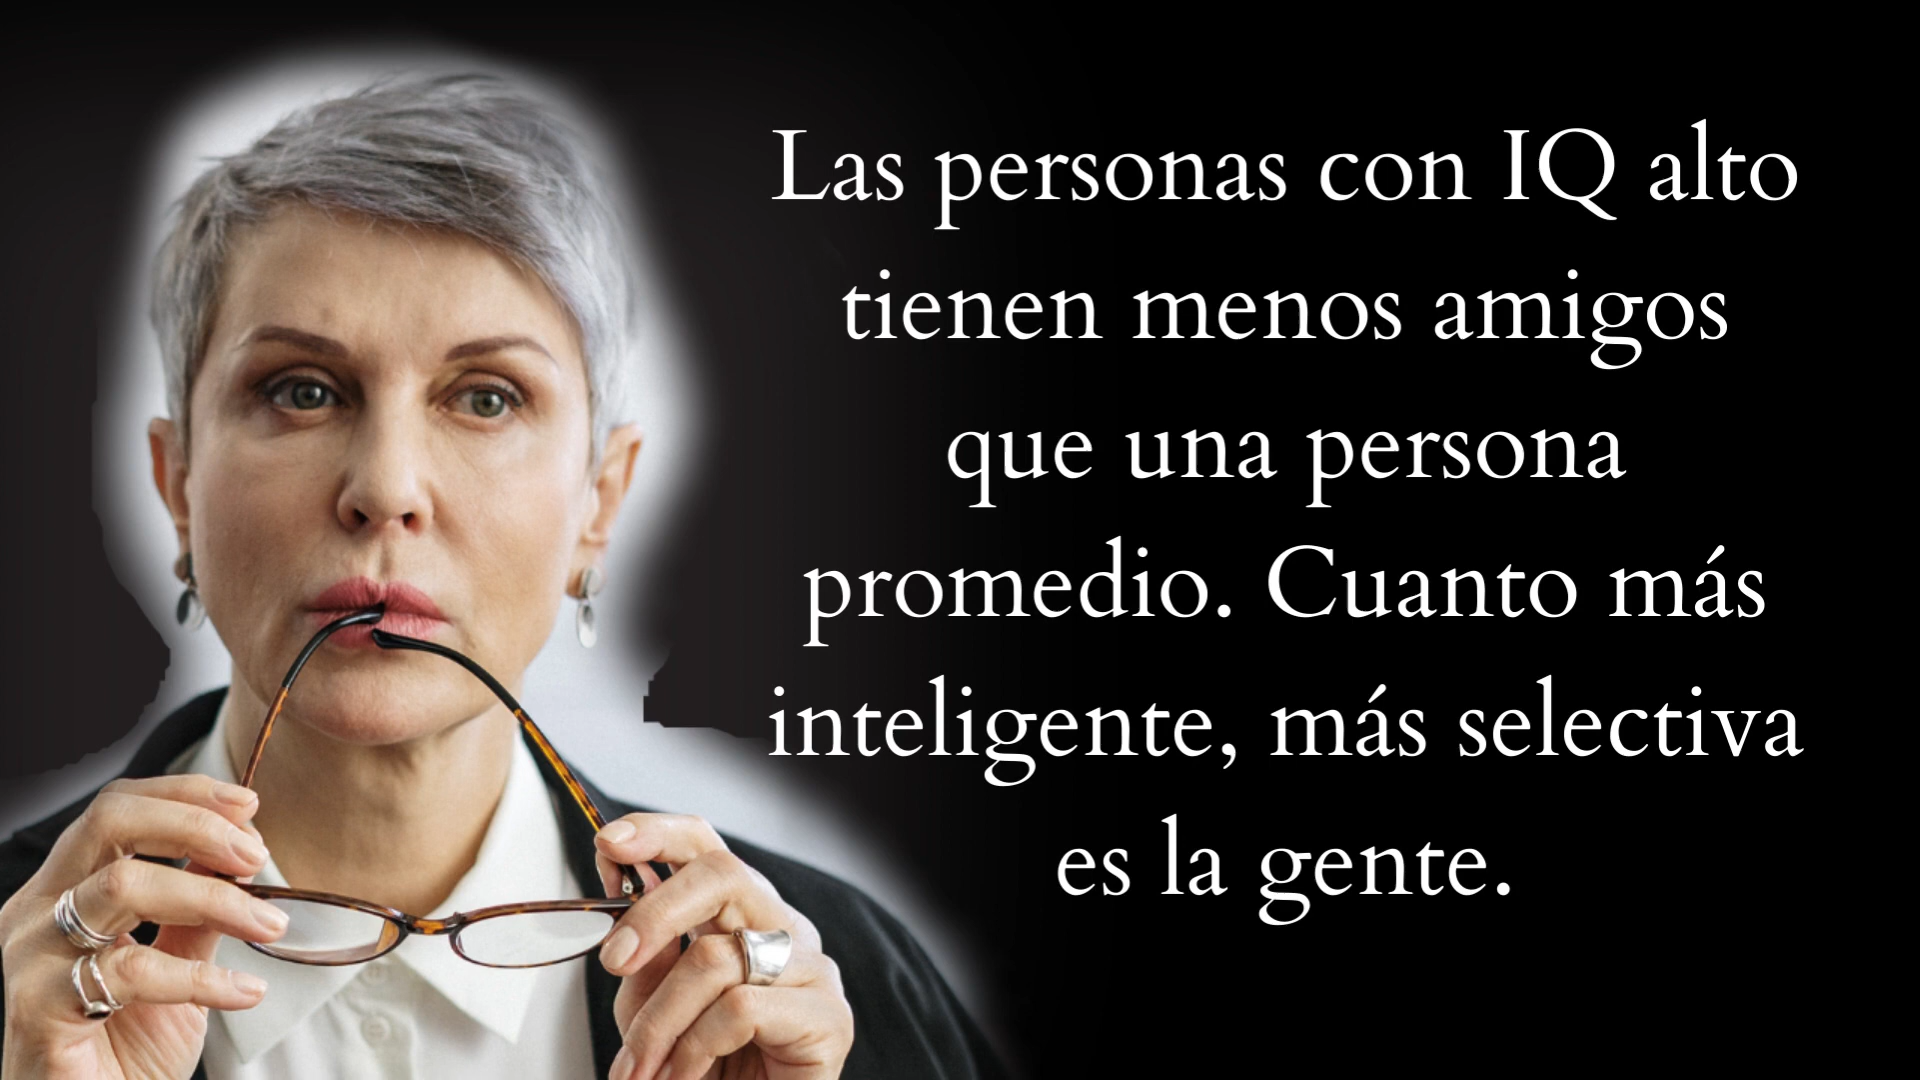 Las personas con IQ alto
tienen menos amigos
que una persona
promedio. Cuanto más
inteligente, más selectiva
es la gente.